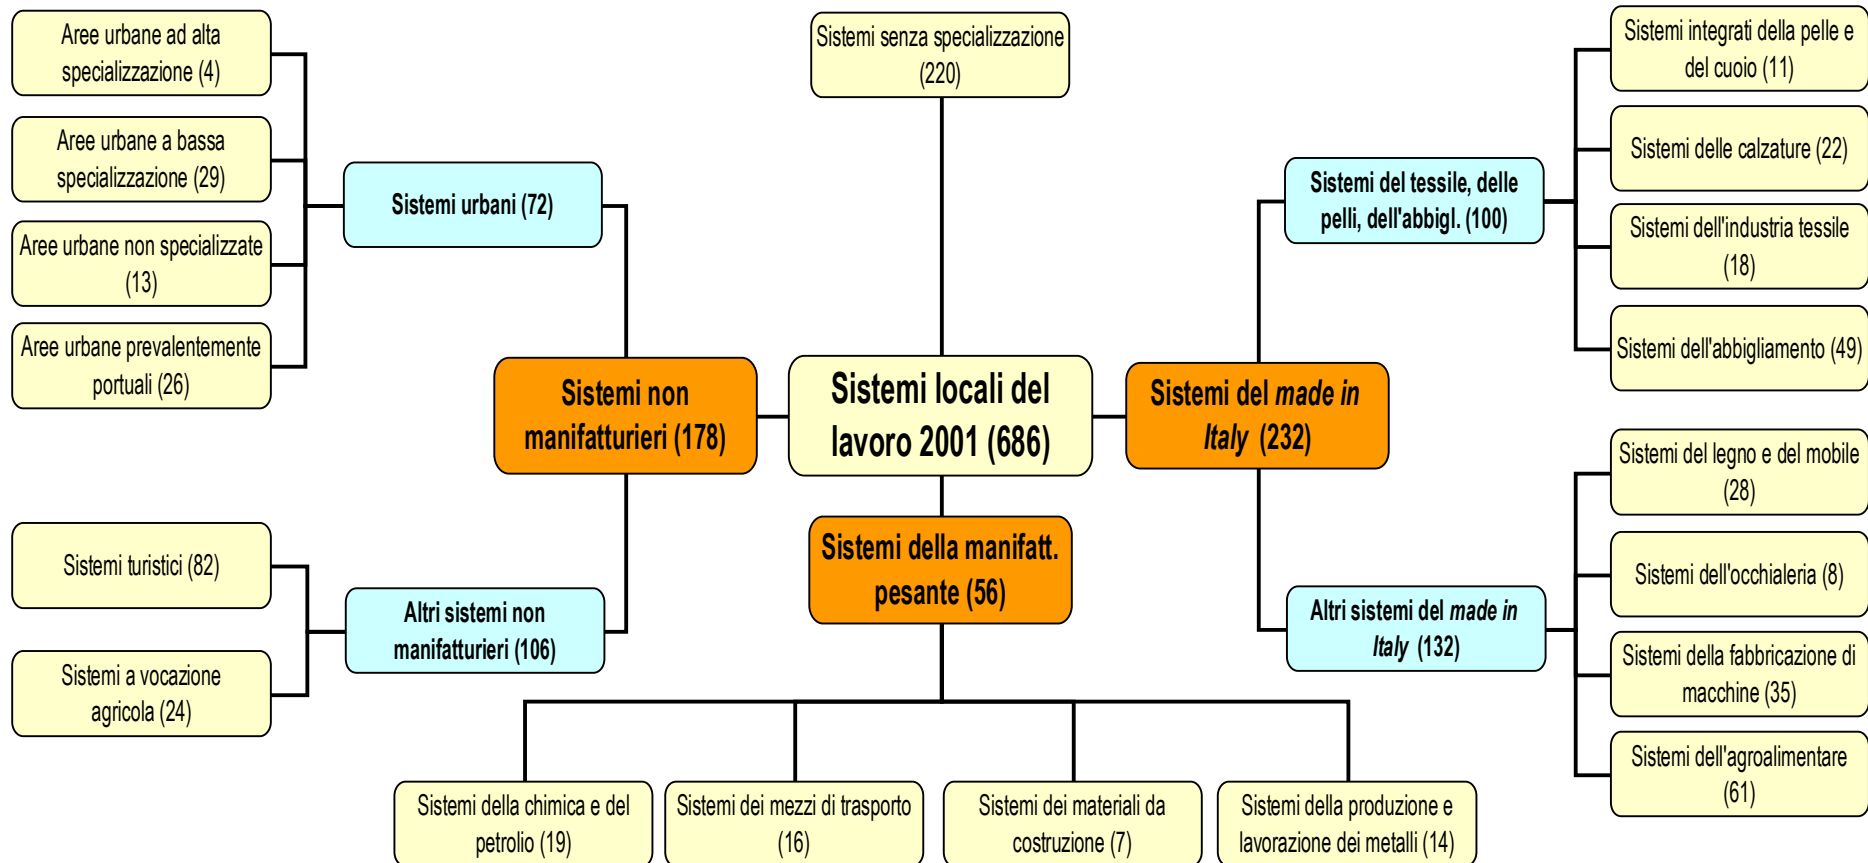 Aree urbane ad alta
specializzazione (4)
Aree urbane a bassa
specializzazione (29)
Aree urbane non specializzate
(13)
Aree urbane prevalentemente
portuali (26)
Sistemi urbani (72)
Sistemi turistici (82)
Sistemi a vocazione
agricola (24)
Altri sistemi non
manifatturieri (106)
Sistemi non
manifatturieri (178)
Sistemi senza specializzazione
(220)
Sistemi locali del
lavoro 2001 (686)
Sistemi della manifatt.
pesante (56)
Sistemi della chimica e del
petrolio (19)
Sistemi dei mezzi di trasporto
(16)
Sistemi dei materiali da
costruzione (7)
Sistemi della produzione e
lavorazione dei metalli (14)
Sistemi del made in
Italy (232)
Sistemi del tessile, delle
pelli, dell'abbigl. (100)
Sistemi integrati della pelle e
del cuoio (11)
Sistemi delle calzature (22)
Sistemi dell'industria tessile
(18)
Sistemi dell'abbigliamento (49)
Altri sistemi del made in
Italy (132)
Sistemi del legno e del mobile
(28)
Sistemi dell'occhialeria (8)
Sistemi della fabbricazione di
macchine (35)
Sistemi dell'agroalimentare
(61)